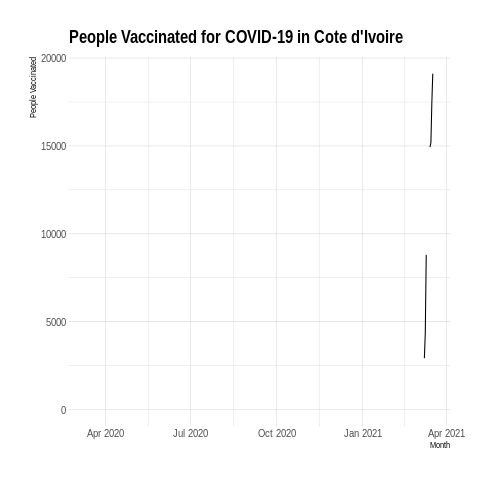 People Vaccinated for COVID-19 in Cote d'Ivoire
People Vaccinated
20000
15000
10000
5000
0
Apr 2020 Jul 2020 Oct 2020 Jan 2021 Apr 2021
Month